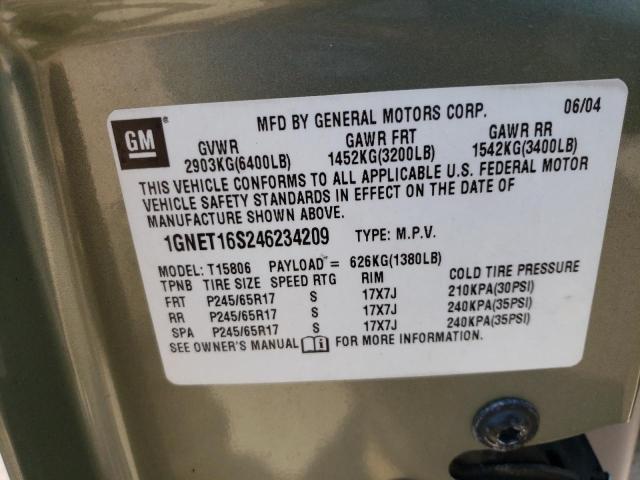 MFD BY GENERAL MOTORS CORP. 06/04
GM
GVWR GAWR FRT GAWR RR
2903KG(6400LB) 1452KG(3200LB) 1542KG(3400LB)
THIS VEHICLE CONFORMS TO ALL APPLICABLE U.S. FEDERAL MOTOR
VEHICLE SAFETY STANDARDS IN EFFECT ON THE DATE OF
MANUFACTURE SHOWN ABOVE.
1GNET16S246234209 TYPE: M.P.V.
MODEL: T15806 PAYLOAD= 626KG(1380LB)
TPNB TIRE SIZE SPEED RTG RIM COLD TIRE PRESSURE
FRT P245/65R17 S 17X7J 210KPA(30PSI)
RR P245/65R17 S 17X7J 240KPA(35PSI)
SPA P245/65R17 S 17X7J 240KPA(35PSI)
SEE OWNER'S MANUAL FOR MORE INFORMATION.